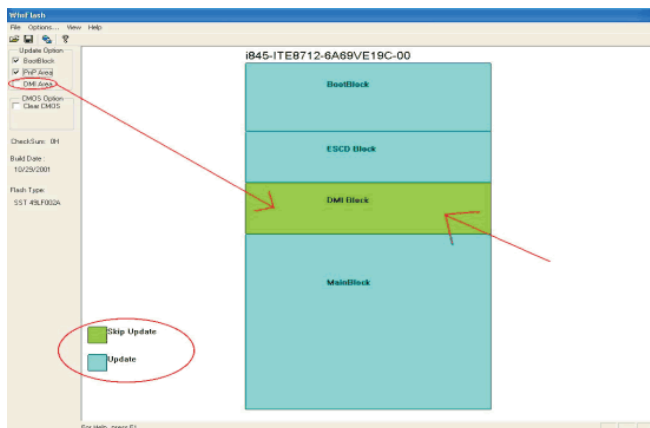 WinFlash
File Options... View Help
Update Option
BootBlock
PnP Area
DMI Area
CMOS Option
Clear CMOS
CheckSum: 0H
Build Date:
10/29/2001
Flash Type:
SST 49LF002A
i845-ITE8712-6A69VE19C-00
BootBlock
ESCD Block
DMI Block
MainBlock
Skip Update
Update
For Help, press F1